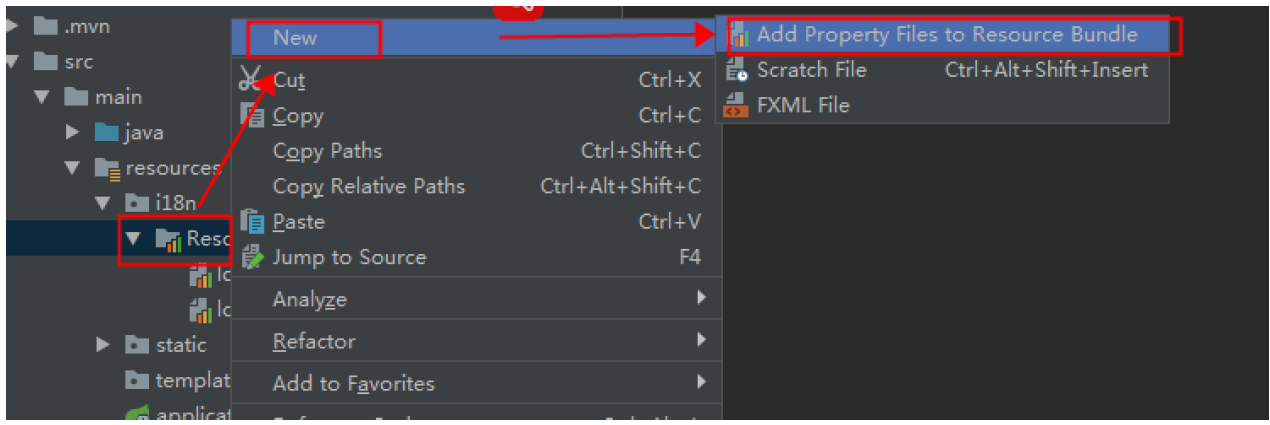 .mvn
src
main
java
resources
i18n
Resc
lc
lc
static
templat
applicat
New
Cut Ctrl+X
Copy Ctrl+C
Copy Paths Ctrl+Shift+C
Copy Relative Paths Ctrl+Alt+Shift+C
Paste Ctrl+V
Jump to Source F4
Analyze
Refactor
Add to Favorites
Add Property Files to Resource Bundle
Scratch File Ctrl+Alt+Shift+Insert
FXML File